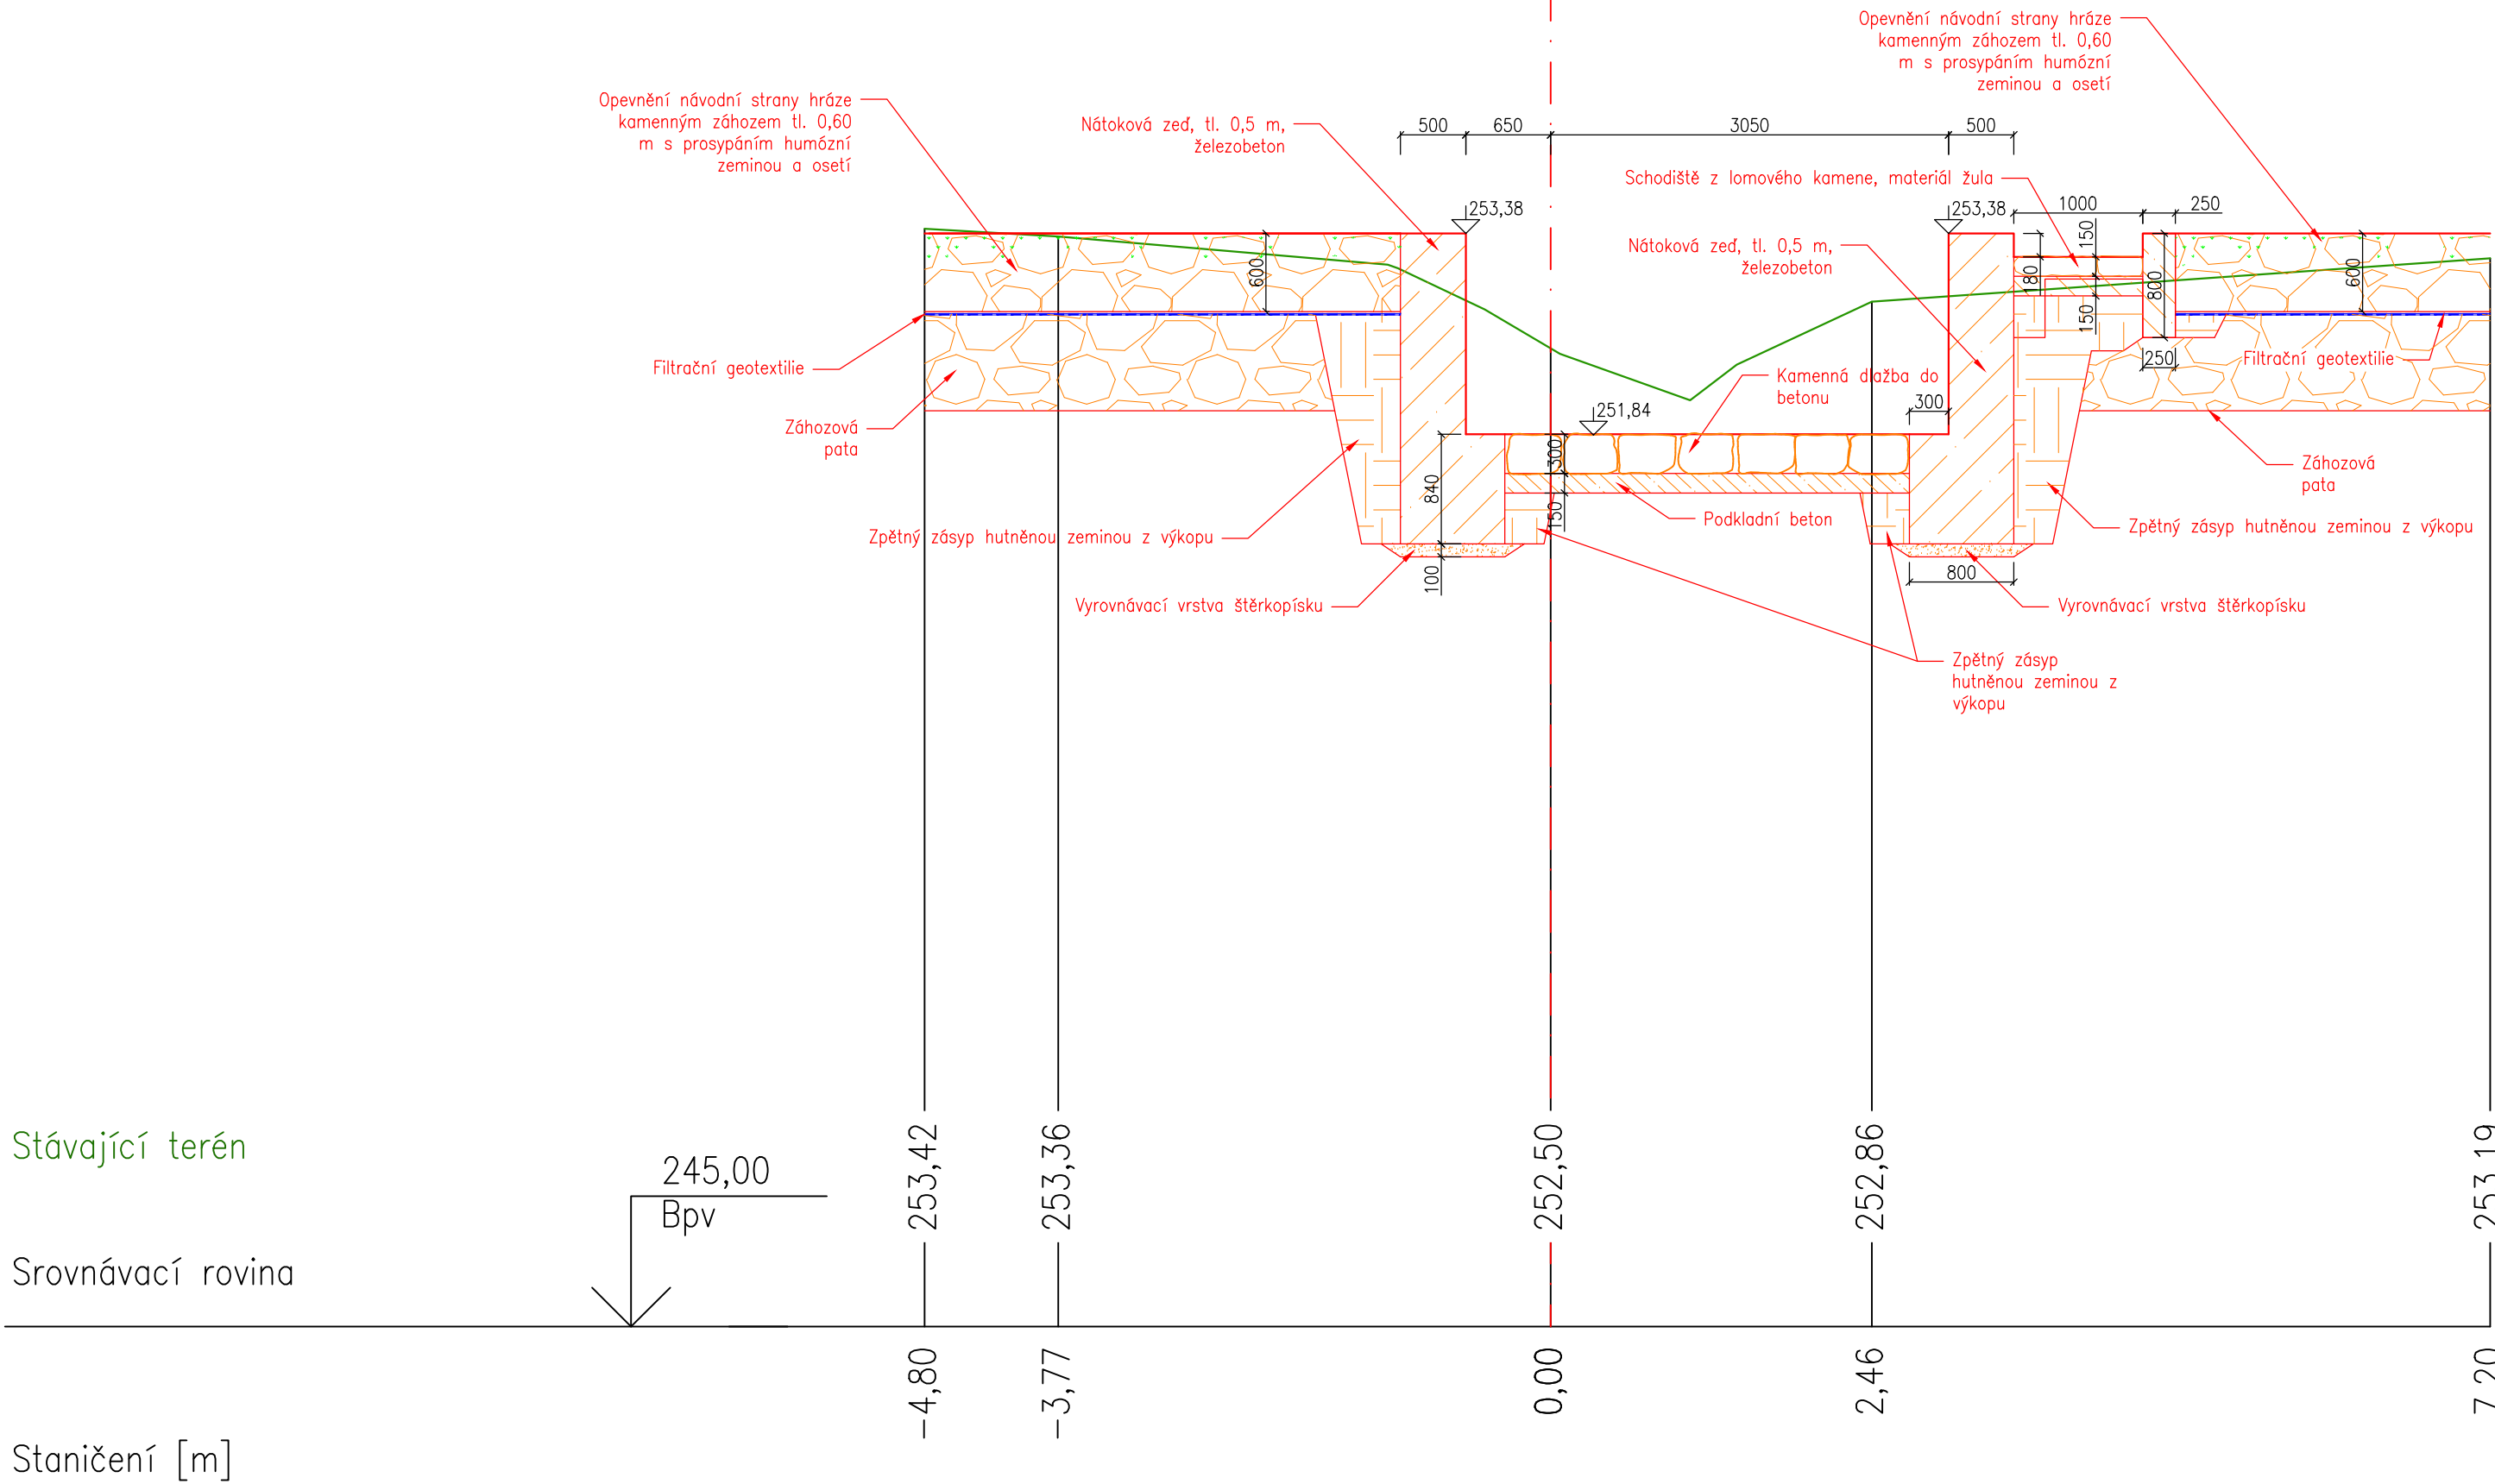 Opevnění návodní strany hráze
kamenným záhozem tl. 0,60
m s prosypáním humózní
zeminou a osetí
Opevnění návodní strany hráze
kamenným záhozem tl. 0,60
m s prosypáním humózní
zeminou a osetí
Nátoková zeď, tl. 0,5 m,
železobeton
500
650
3050
500
Schodiště z lomového kamene, materiál žula
253,38
253,38
1000
250
Nátoková zeď, tl. 0,5 m,
železobeton
600
180
150
150
800
600
250
Filtrační geotextilie
Filtrační geotextilie
Kamenná dlažba do
betonu
300
251,84
Záhozová
pata
Záhozová
pata
840
300
150
Podkladní beton
Zpětný zásyp hutněnou zeminou z výkopu
Zpětný zásyp hutněnou zeminou z výkopu
100
800
Vyrovnávací vrstva štěrkopísku
Vyrovnávací vrstva štěrkopísku
Zpětný zásyp
hutněnou zeminou z
výkopu
Stávající terén
253,42
253,36
252,50
252,86
253,19
245,00
Bpv
Srovnávací rovina
-4,80
-3,77
0,00
2,46
7,20
Staničení [m]